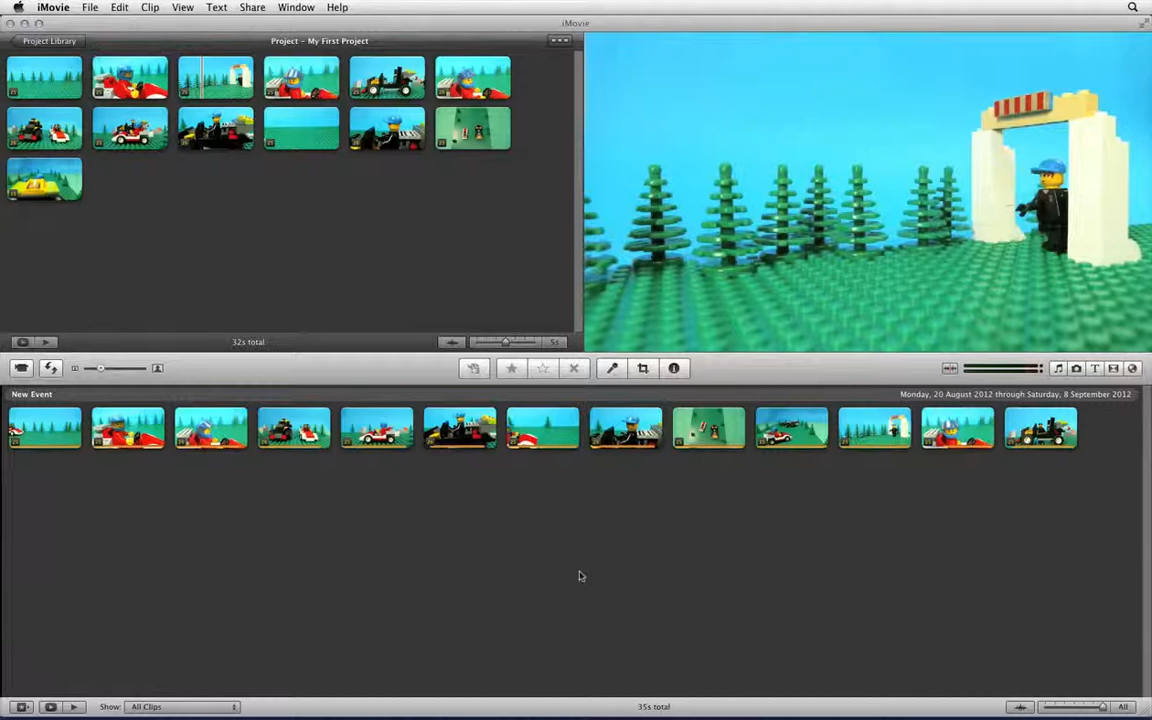 iMovie File Edit Clip View Text Share Window Help
iMovie
Project Library
Project - My First Project
32s total
5s
New Event
Monday, 20 August 2012 through Saturday, 8 September 2012
Show: All Clips
35s total
All